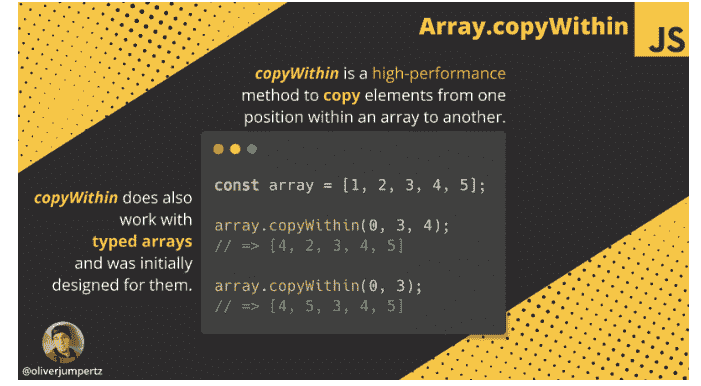 Array.copyWithin
JS
copyWithin is a high-performance
method to copy elements from one
position within an array to another.
const array = [1, 2, 3, 4, 5];
array.copyWithin(0, 3, 4);
// => [4, 2, 3, 4, 5]
array.copyWithin(0, 3);
// => [4, 5, 3, 4, 5]
copyWithin does also
work with
typed arrays
and was initially
designed for them.
@oliverjumpertz